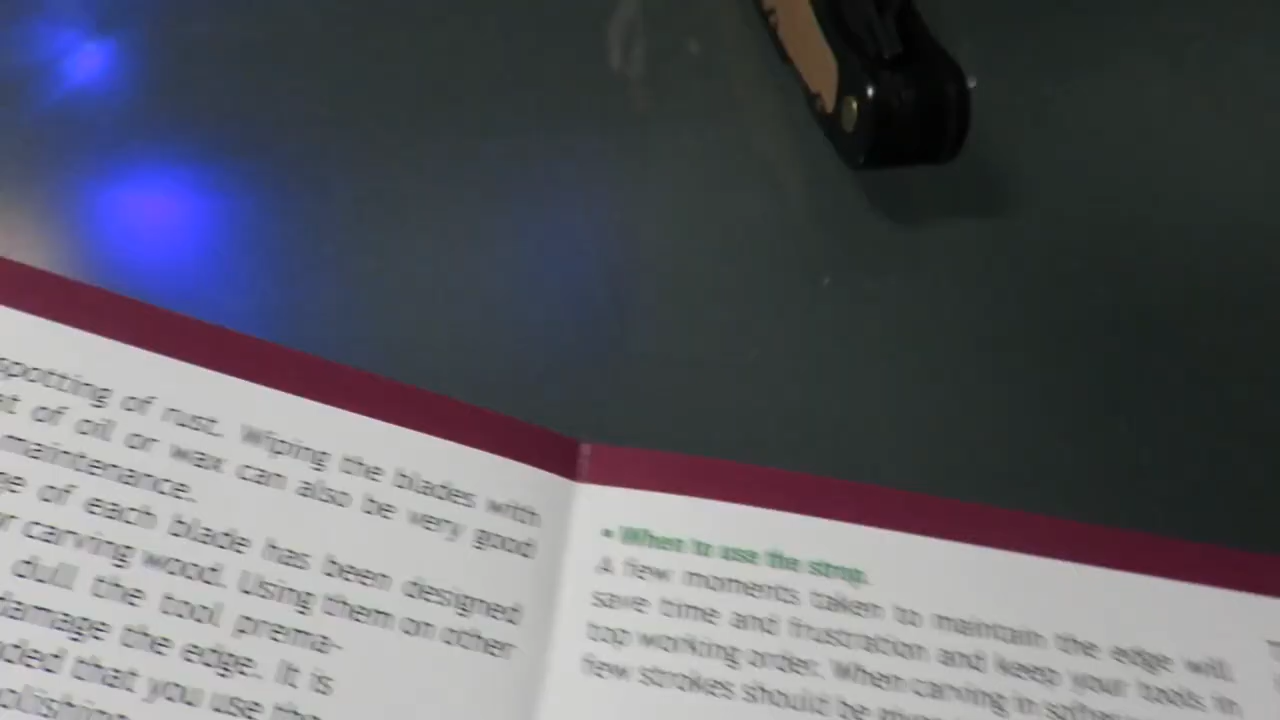 spotting of rust. Wiping the blades with
of oil or wax can also be very good
maintenance.
of each blade has been designed
carving wood. Using them on other
dull the tool prema-
damage the edge. It is
that you use the
• When to use the strop.
A few moments taken to maintain the edge will
save time and frustration and keep your tools in
top working order. When carving in
few strokes should be